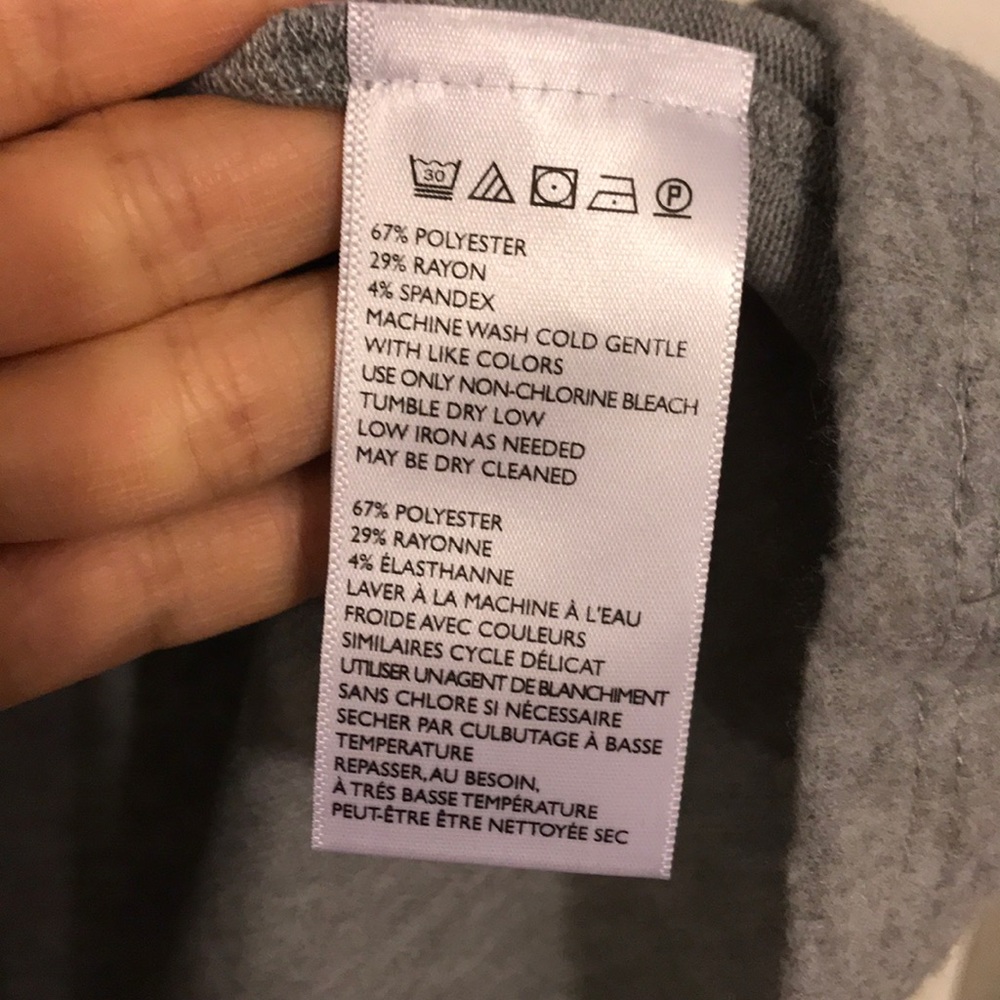 30 P
67% POLYESTER
29% RAYON
4% SPANDEX
MACHINE WASH COLD GENTLE
WITH LIKE COLORS
USE ONLY NON-CHLORINE BLEACH
TUMBLE DRY LOW
LOW IRON AS NEEDED
MAY BE DRY CLEANED
67% POLYESTER
29% RAYONNE
4% ÉLASTHANNE
LAVER À LA MACHINE À L'EAU
FROIDE AVEC COULEURS
SIMILAIRES CYCLE DÉLICAT
UTILISER UN AGENT DE BLANCHIMENT
SANS CHLORE SI NÉCESSAIRE
SECHER PAR CULBUTAGE À BASSE
TEMPERATURE
REPASSER, AU BESOIN,
À TRÉS BASSE TEMPÉRATURE
PEUT-ÊTRE ÊTRE NETTOYÉE SEC